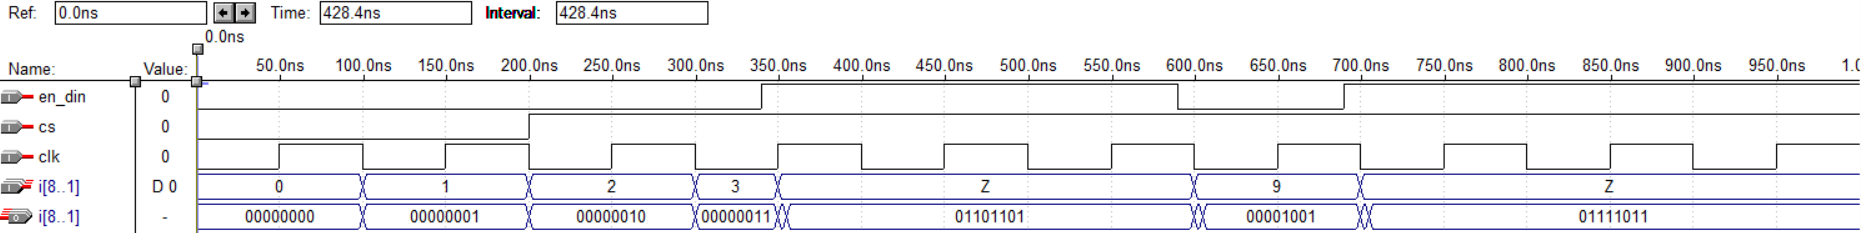 Ref: 0.0ns Time: 428.4ns Interval: 428.4ns
0.0ns
Name: Value: 50.0ns 100.0ns 150.0ns 200.0ns 250.0ns 300.0ns 350.0ns 400.0ns 450.0ns 500.0ns 550.0ns 600.0ns 650.0ns 700.0ns 750.0ns 800.0ns 850.0ns 900.0ns 950.0ns 1.0
en_din 0
cs 0
clk 0
i[8..1] D 0 0 1 2 3 Z 9 Z
i[8..1] - 00000000 00000001 00000010 00000011 01101101 00001001 01111011